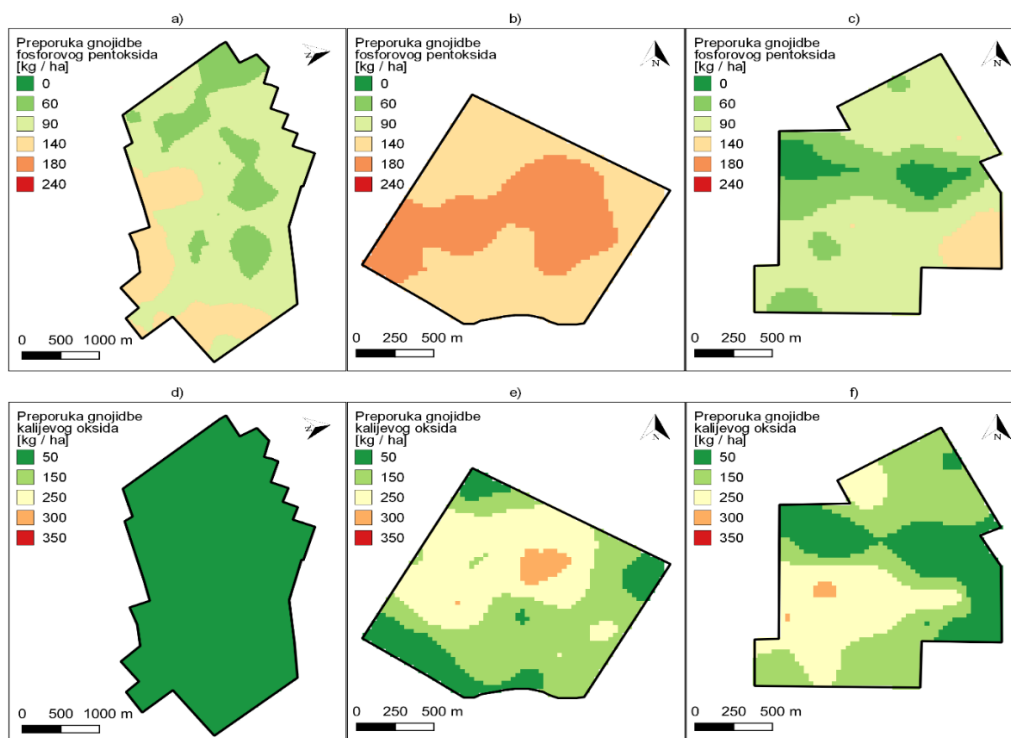 a)
Preporuka gnojidbe
fosforovog pentoksida
[kg / ha]
0
60
90
140
180
240
N
0 500 1000 m
b)
Preporuka gnojidbe
fosforovog pentoksida
[kg / ha]
0
60
90
140
180
240
N
0 250 500 m
c)
Preporuka gnojidbe
fosforovog pentoksida
[kg / ha]
0
60
90
140
180
240
N
0 250 500 m
d)
Preporuka gnojidbe
kalijevog oksida
[kg / ha]
50
150
250
300
350
N
0 500 1000 m
e)
Preporuka gnojidbe
kalijevog oksida
[kg / ha]
50
150
250
300
350
N
0 250 500 m
f)
Preporuka gnojidbe
kalijevog oksida
[kg / ha]
50
150
250
300
350
N
0 250 500 m